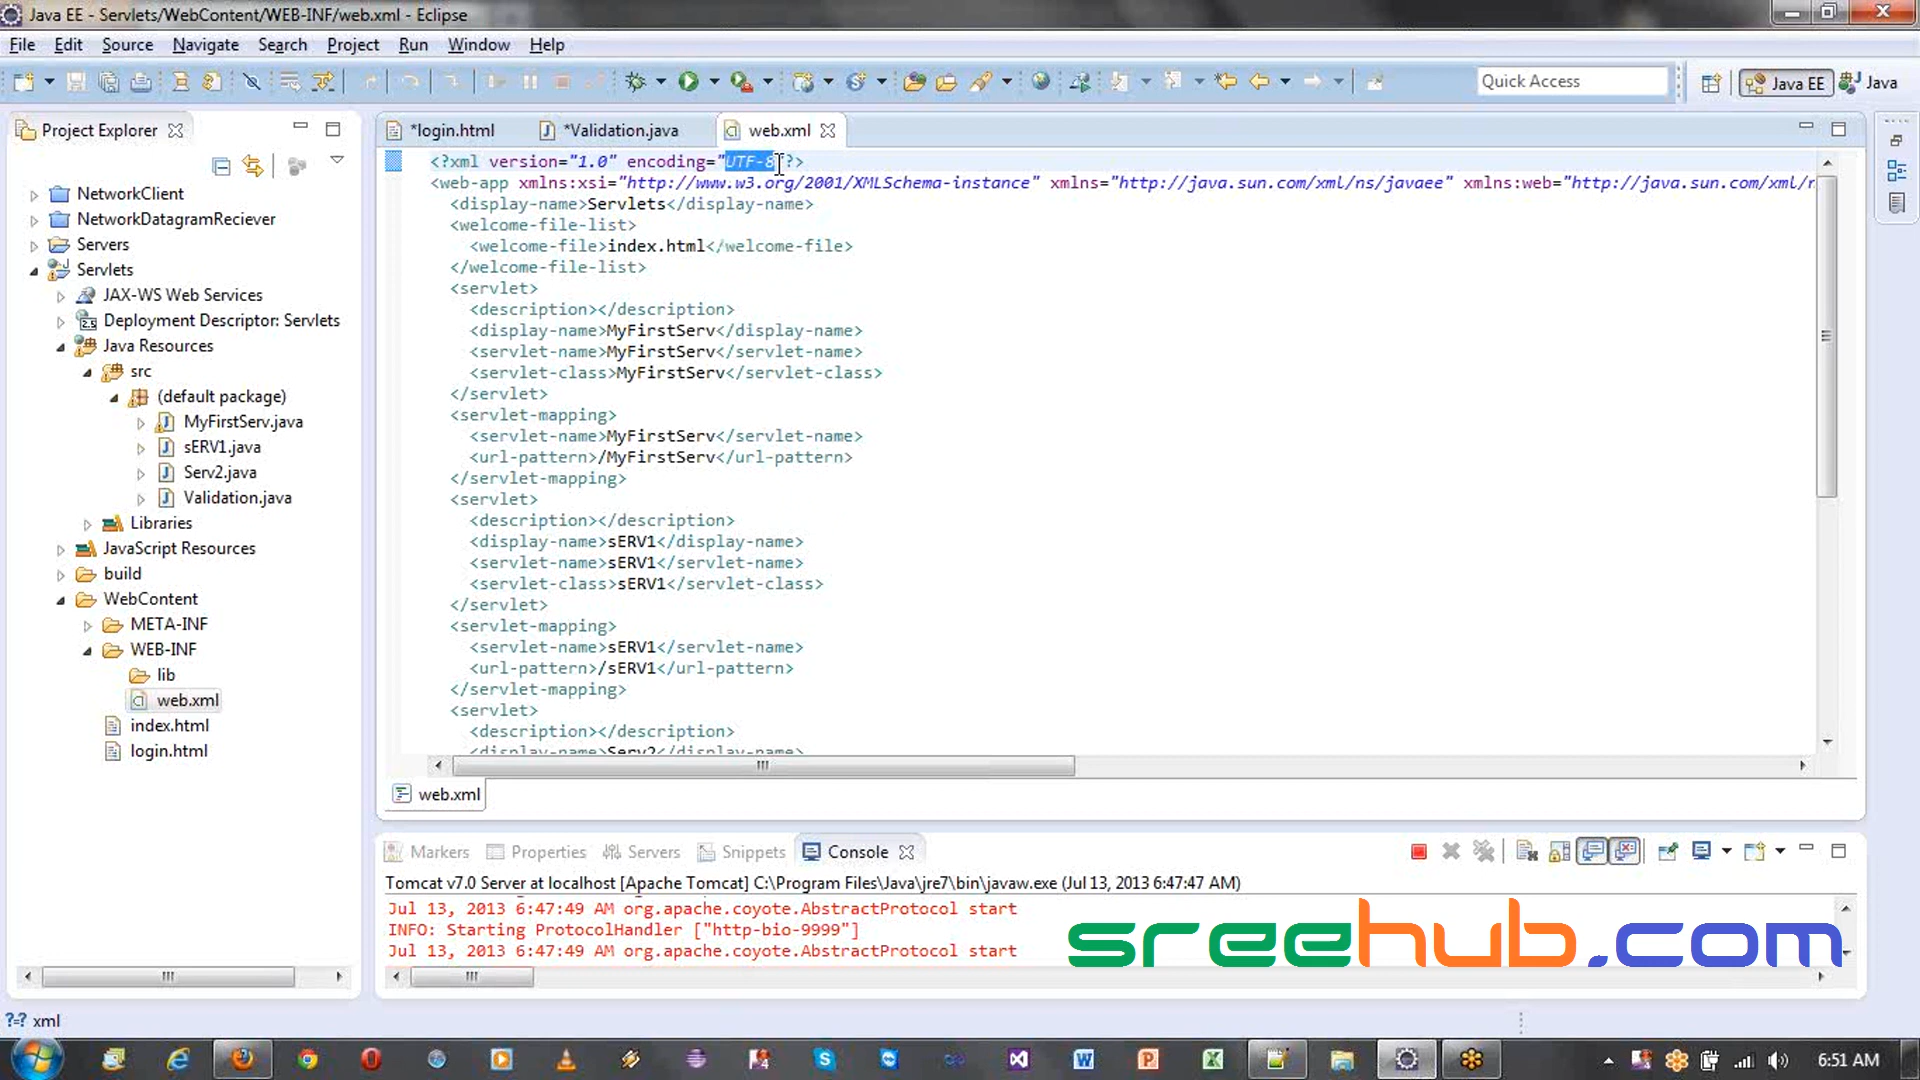 Java EE - Servlets/WebContent/WEB-INF/web.xml - Eclipse
File Edit Source Navigate Search Project Run Window Help
Quick Access
Java EE
Java
Project Explorer
*login.html
*Validation.java
web.xml
NetworkClient
NetworkDatagramReciever
Servers
Servlets
JAX-WS Web Services
Deployment Descriptor: Servlets
Java Resources
src
(default package)
MyFirstServ.java
sERV1.java
Serv2.java
Validation.java
Libraries
JavaScript Resources
build
WebContent
META-INF
WEB-INF
lib
web.xml
index.html
login.html
<?xml version="1.0" encoding="UTF-8"?>
<web-app xmlns:xsi="http://www.w3.org/2001/XMLSchema-instance" xmlns="http://java.sun.com/xml/ns/javaee" xmlns:web="http://java.sun.com/xml/n
<display-name>Servlets</display-name>
<welcome-file-list>
<welcome-file>index.html</welcome-file>
</welcome-file-list>
<servlet>
<description></description>
<display-name>MyFirstServ</display-name>
<servlet-name>MyFirstServ</servlet-name>
<servlet-class>MyFirstServ</servlet-class>
</servlet>
<servlet-mapping>
<servlet-name>MyFirstServ</servlet-name>
<url-pattern>/MyFirstServ</url-pattern>
</servlet-mapping>
<servlet>
<description></description>
<display-name>sERV1</display-name>
<servlet-name>sERV1</servlet-name>
<servlet-class>sERV1</servlet-class>
</servlet>
<servlet-mapping>
<servlet-name>sERV1</servlet-name>
<url-pattern>/sERV1</url-pattern>
</servlet-mapping>
<servlet>
<description></description>
<display-name>Serv2</display-name>
web.xml
Markers Properties Servers Snippets Console
Tomcat v7.0 Server at localhost [Apache Tomcat] C:\Program Files\Java\jre7\bin\javaw.exe (Jul 13, 2013 6:47:47 AM)
Jul 13, 2013 6:47:49 AM org.apache.coyote.AbstractProtocol start
INFO: Starting ProtocolHandler ["http-bio-9999"]
Jul 13, 2013 6:47:49 AM org.apache.coyote.AbstractProtocol start
sreehub.com
?-? xml
6:51 AM